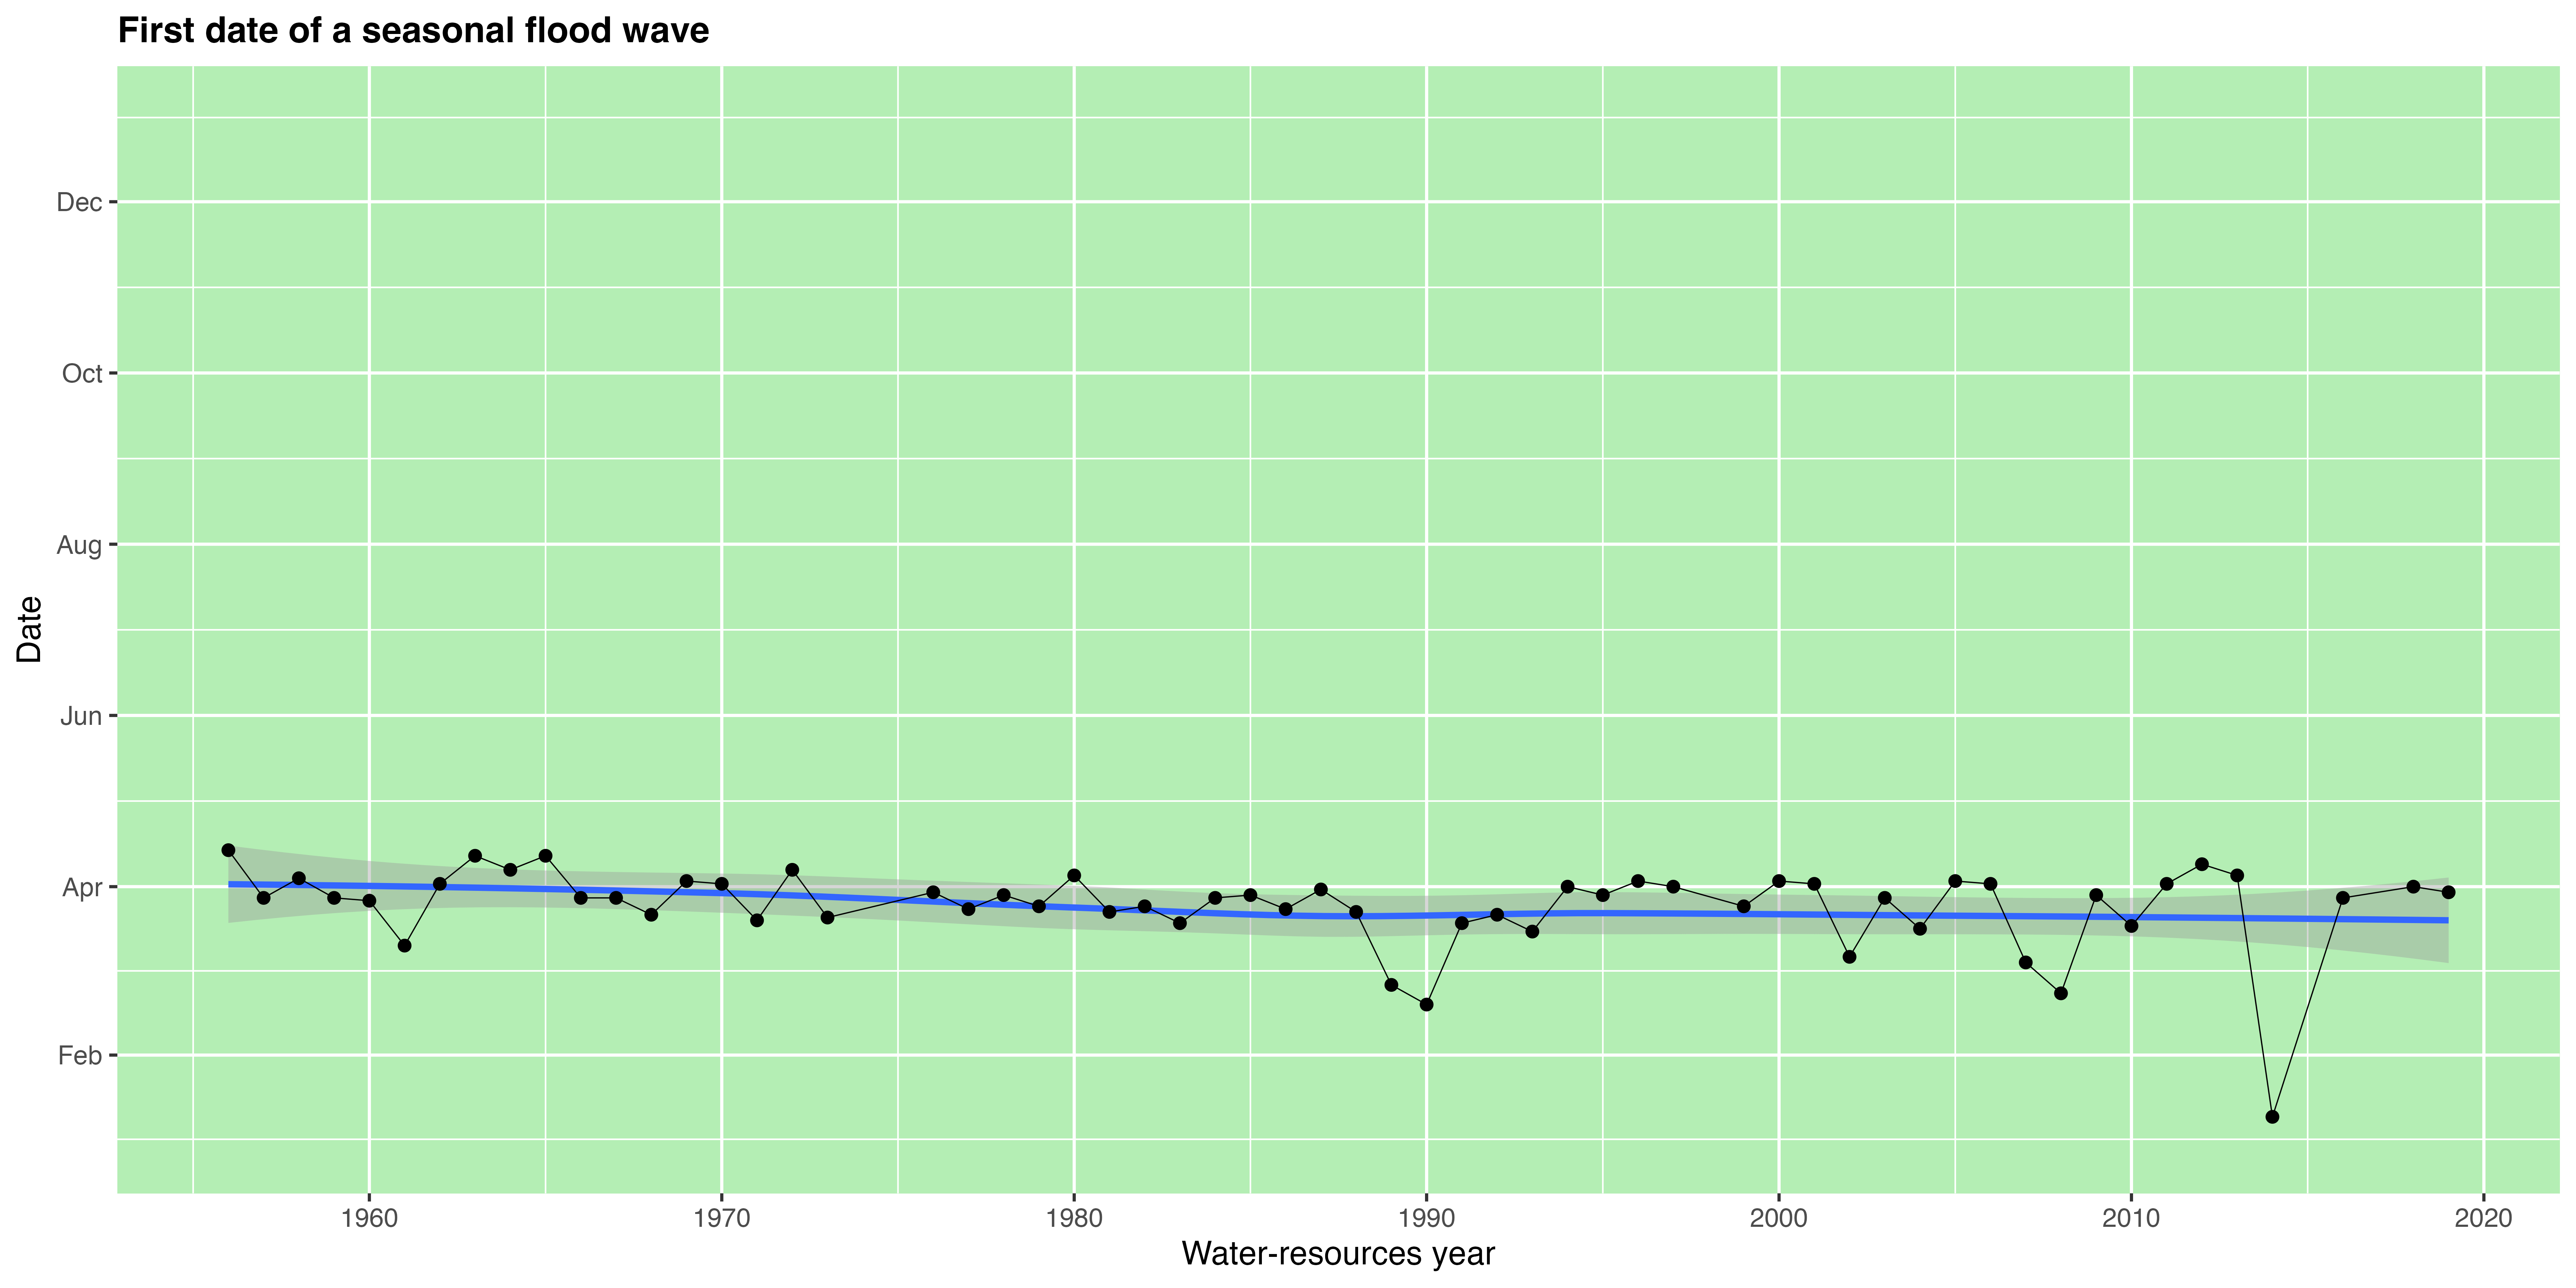 First date of a seasonal flood wave
Dec
Oct
Aug
Jun
Apr
Feb
Date
1960 1970 1980 1990 2000 2010 2020
Water-resources year